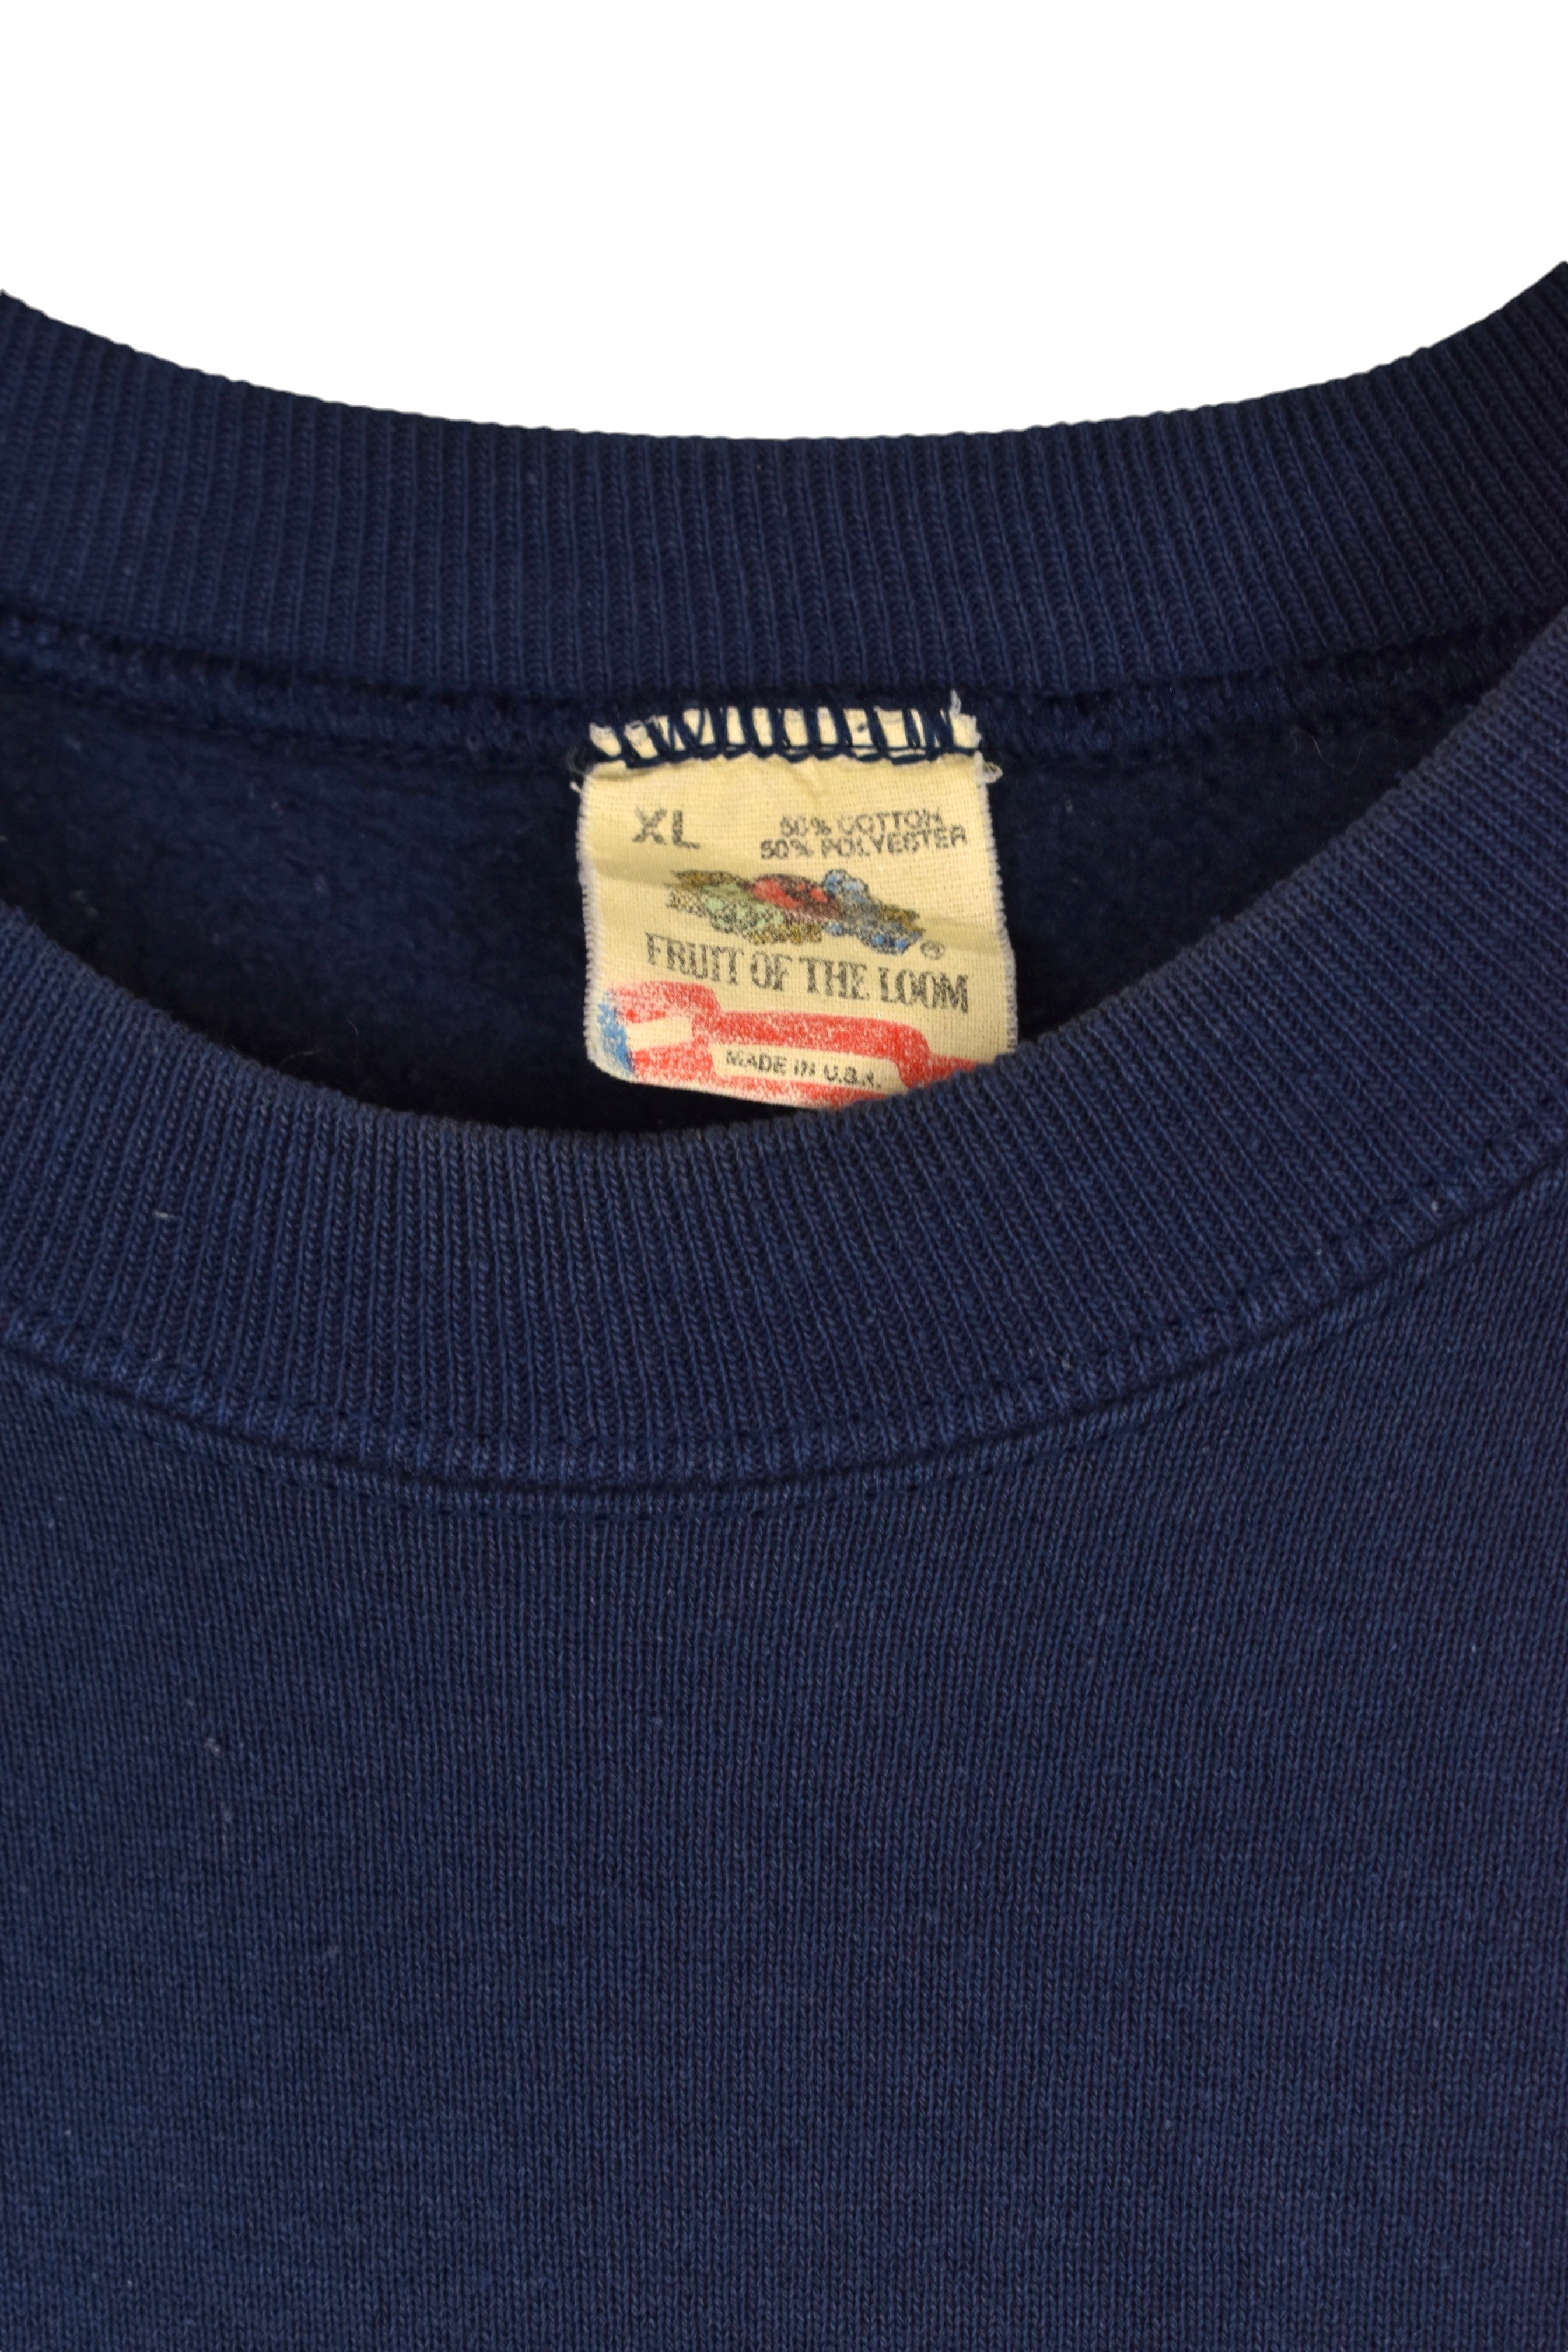 XL
50% COTTON
50% POLYESTER
®
FRUIT OF THE LOOM
MADE IN U.S.A.